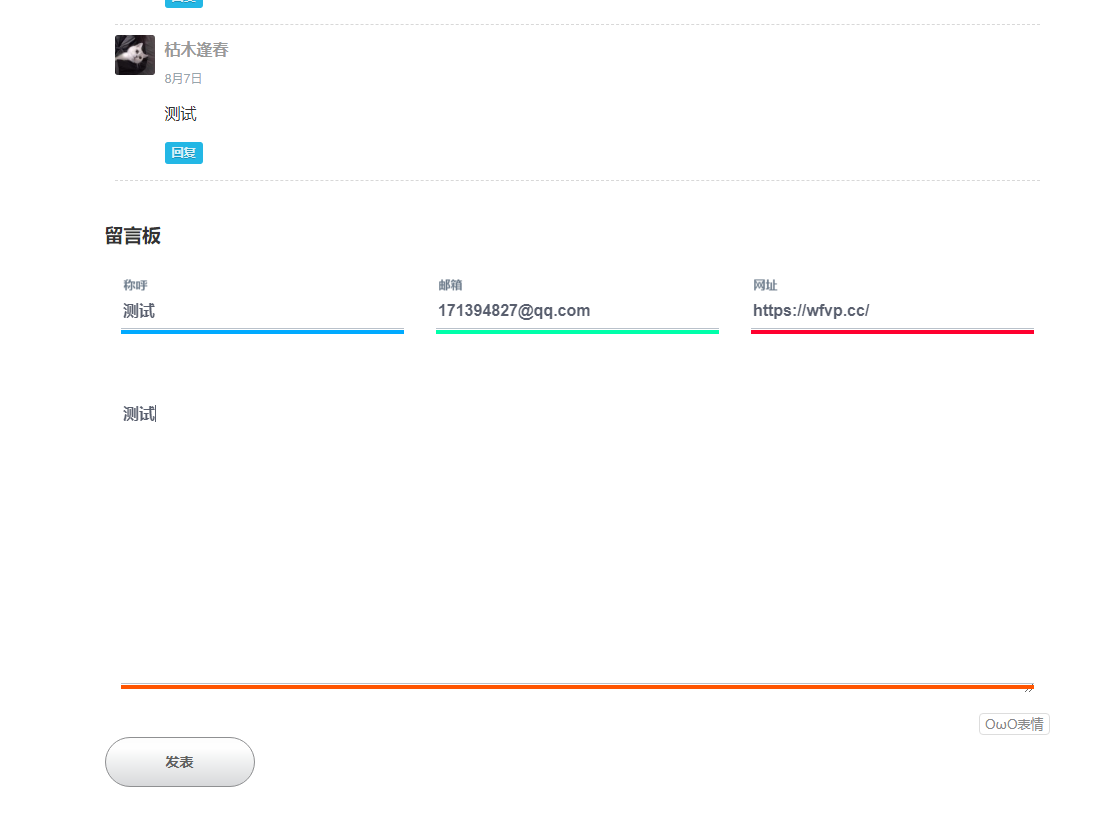 回复
枯木逢春
8月7日
测试
回复
留言板
称呼
邮箱
网址
测试
171394827@qq.com
https://wfvp.cc/
测试
OωO表情
发表